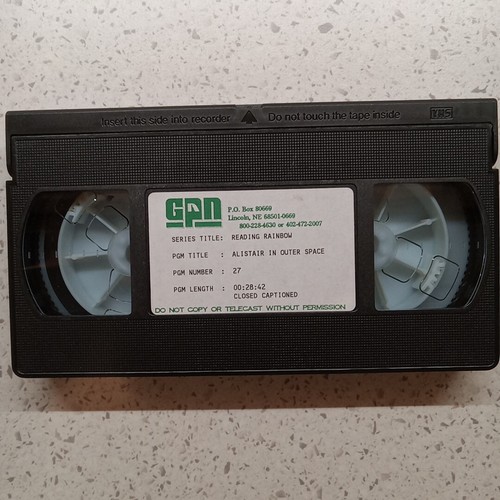 Insert this side into recorder Do not touch the tape inside VHS
GPN
P.O. Box 80669
Lincoln, NE 68501-0669
800-228-4630 or 402-472-2007
SERIES TITLE: READING RAINBOW
PGM TITLE : ALISTAIR IN OUTER SPACE
PGM NUMBER : 27
PGM LENGTH : 00:28:42
CLOSED CAPTIONED
DO NOT COPY OR TELECAST WITHOUT PERMISSION